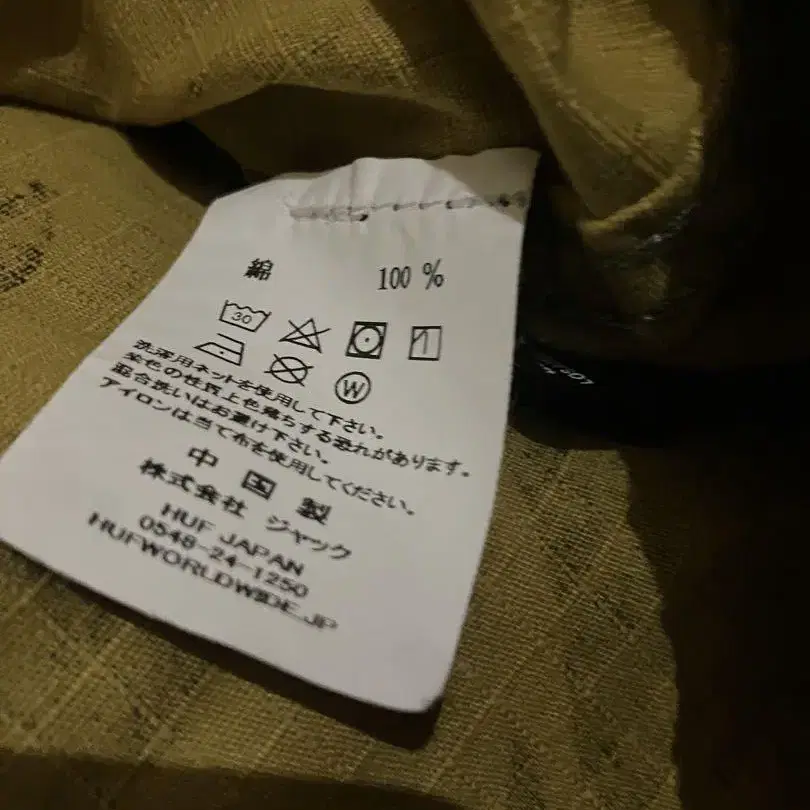 綿 100 %
30
W
洗濯用ネットを使用して下さい。
染色の性質上色落ちする恐れがあります。
混合洗いはお避け下さい。
アイロンは当て布を使用してください。
中国製
株式会社 ジャック
HUF JAPAN
0548-24-1250
HUFWORLDWIDE.JP